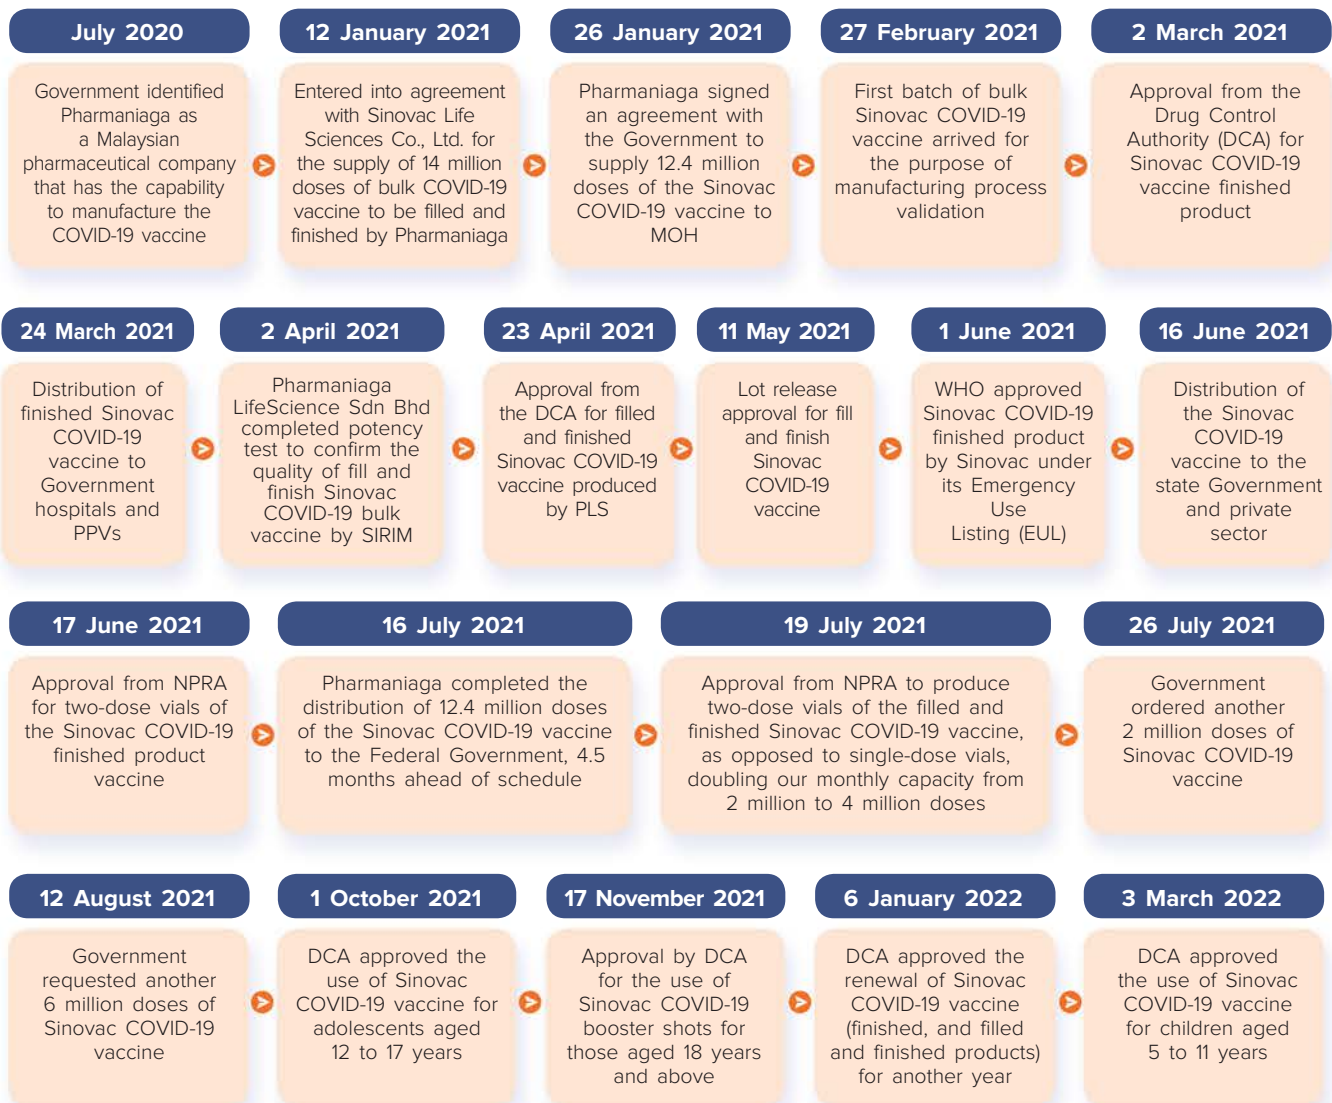 July 2020
Government identified
Pharmaniaga as
a Malaysian
pharmaceutical company
that has the capability
to manufacture the
COVID-19 vaccine
12 January 2021
Entered into agreement
with Sinovac Life
Sciences Co., Ltd. for
the supply of 14 million
doses of bulk COVID-19
vaccine to be filled and
finished by Pharmaniaga
26 January 2021
Pharmaniaga signed
an agreement with
the Government to
supply 12.4 million
doses of the Sinovac
COVID-19 vaccine to
MOH
27 February 2021
First batch of bulk
Sinovac COVID-19
vaccine arrived for
the purpose of
manufacturing process
validation
2 March 2021
Approval from the
Drug Control
Authority (DCA) for
Sinovac COVID-19
vaccine finished
product
24 March 2021
Distribution of
finished Sinovac
COVID-19
vaccine to
Government
hospitals and
PPVs
2 April 2021
Pharmaniaga
LifeScience Sdn Bhd
completed potency
test to confirm the
quality of fill and
finish Sinovac
COVID-19 bulk
vaccine by SIRIM
23 April 2021
Approval from
the DCA for filled
and finished
Sinovac COVID-19
vaccine produced
by PLS
11 May 2021
Lot release
approval for fill
and finish
Sinovac
COVID-19
vaccine
1 June 2021
WHO approved
Sinovac COVID-19
finished product
by Sinovac under
its Emergency
Use
Listing (EUL)
16 June 2021
Distribution of
the Sinovac
COVID-19
vaccine to the
state Government
and private
sector
17 June 2021
Approval from NPRA
for two-dose vials of
the Sinovac COVID-19
finished product
vaccine
16 July 2021
Pharmaniaga completed the
distribution of 12.4 million doses
of the Sinovac COVID-19 vaccine
to the Federal Government, 4.5
months ahead of schedule
19 July 2021
Approval from NPRA to produce
two-dose vials of the filled and
finished Sinovac COVID-19 vaccine,
as opposed to single-dose vials,
doubling our monthly capacity from
2 million to 4 million doses
26 July 2021
Government
ordered another
2 million doses of
Sinovac COVID-19
vaccine
12 August 2021
Government
requested another
6 million doses of
Sinovac COVID-19
vaccine
1 October 2021
DCA approved the
use of Sinovac
COVID-19 vaccine for
adolescents aged
12 to 17 years
17 November 2021
Approval by DCA
for the use of
Sinovac COVID-19
booster shots for
those aged 18 years
and above
6 January 2022
DCA approved the
renewal of Sinovac
COVID-19 vaccine
(finished, and filled
and finished products)
for another year
3 March 2022
DCA approved
the use of Sinovac
COVID-19 vaccine
for children aged
5 to 11 years